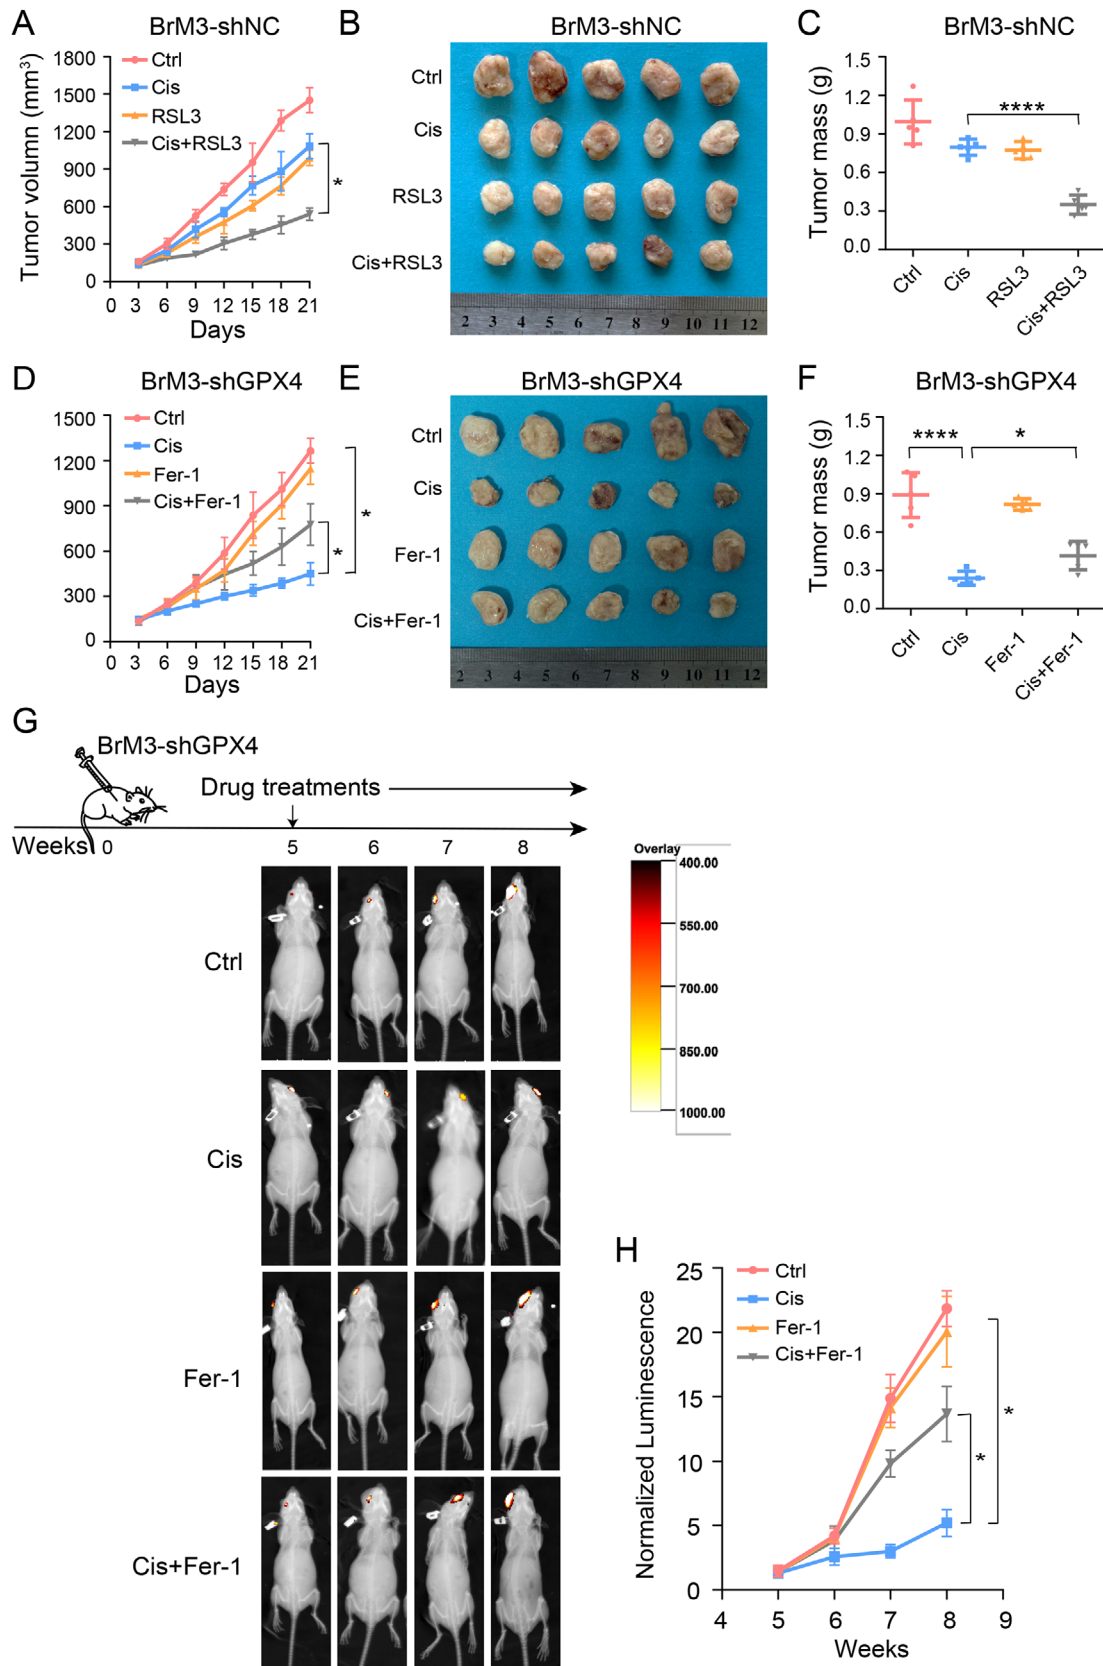 A
BrM3-shNC
Tumor volumn (mm³)
1800
1500
1200
900
600
300
0
Ctrl
Cis
RSL3
Cis+RSL3
*
0 3 6 9 12 15 18 21
Days
B
BrM3-shNC
Ctrl
Cis
RSL3
Cis+RSL3
2 3 4 5 6 7 8 9 10 11 12
C
BrM3-shNC
Tumor mass (g)
1.5
1.2
0.9
0.6
0.3
0.0
****
Ctrl
Cis
RSL3
Cis+RSL3
D
BrM3-shGPX4
Tumor volumn (mm³)
1500
1200
900
600
300
0
Ctrl
Cis
Fer-1
Cis+Fer-1
*
*
0 3 6 9 12 15 18 21
Days
E
BrM3-shGPX4
Ctrl
Cis
Fer-1
Cis+Fer-1
2 3 4 5 6 7 8 9 10 11 12
F
BrM3-shGPX4
Tumor mass (g)
1.5
1.2
0.9
0.6
0.3
0.0
****
*
Ctrl
Cis
Fer-1
Cis+Fer-1
G
BrM3-shGPX4
Drug treatments
Weeks 0 5 6 7 8
Ctrl
Cis
Fer-1
Cis+Fer-1
Overlay
400.00
550.00
700.00
850.00
1000.00
H
Normalized Luminescence
25
20
15
10
5
0
Ctrl
Cis
Fer-1
Cis+Fer-1
*
*
4 5 6 7 8 9
Weeks